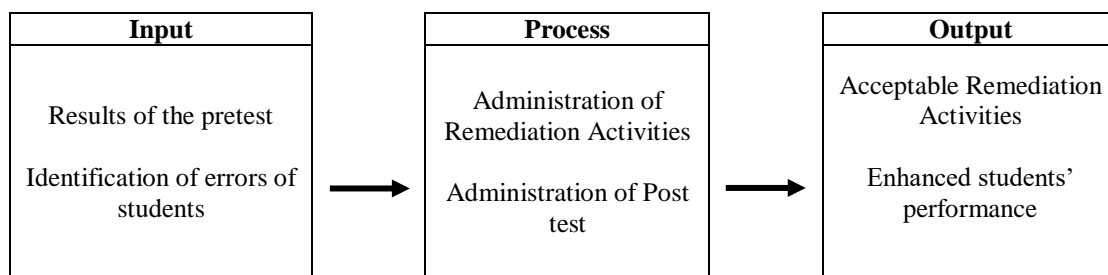 Input
Results of the pretest
Identification of errors of
students
Process
Administration of
Remediation Activities
Administration of Post
test
Output
Acceptable Remediation
Activities
Enhanced students’
performance